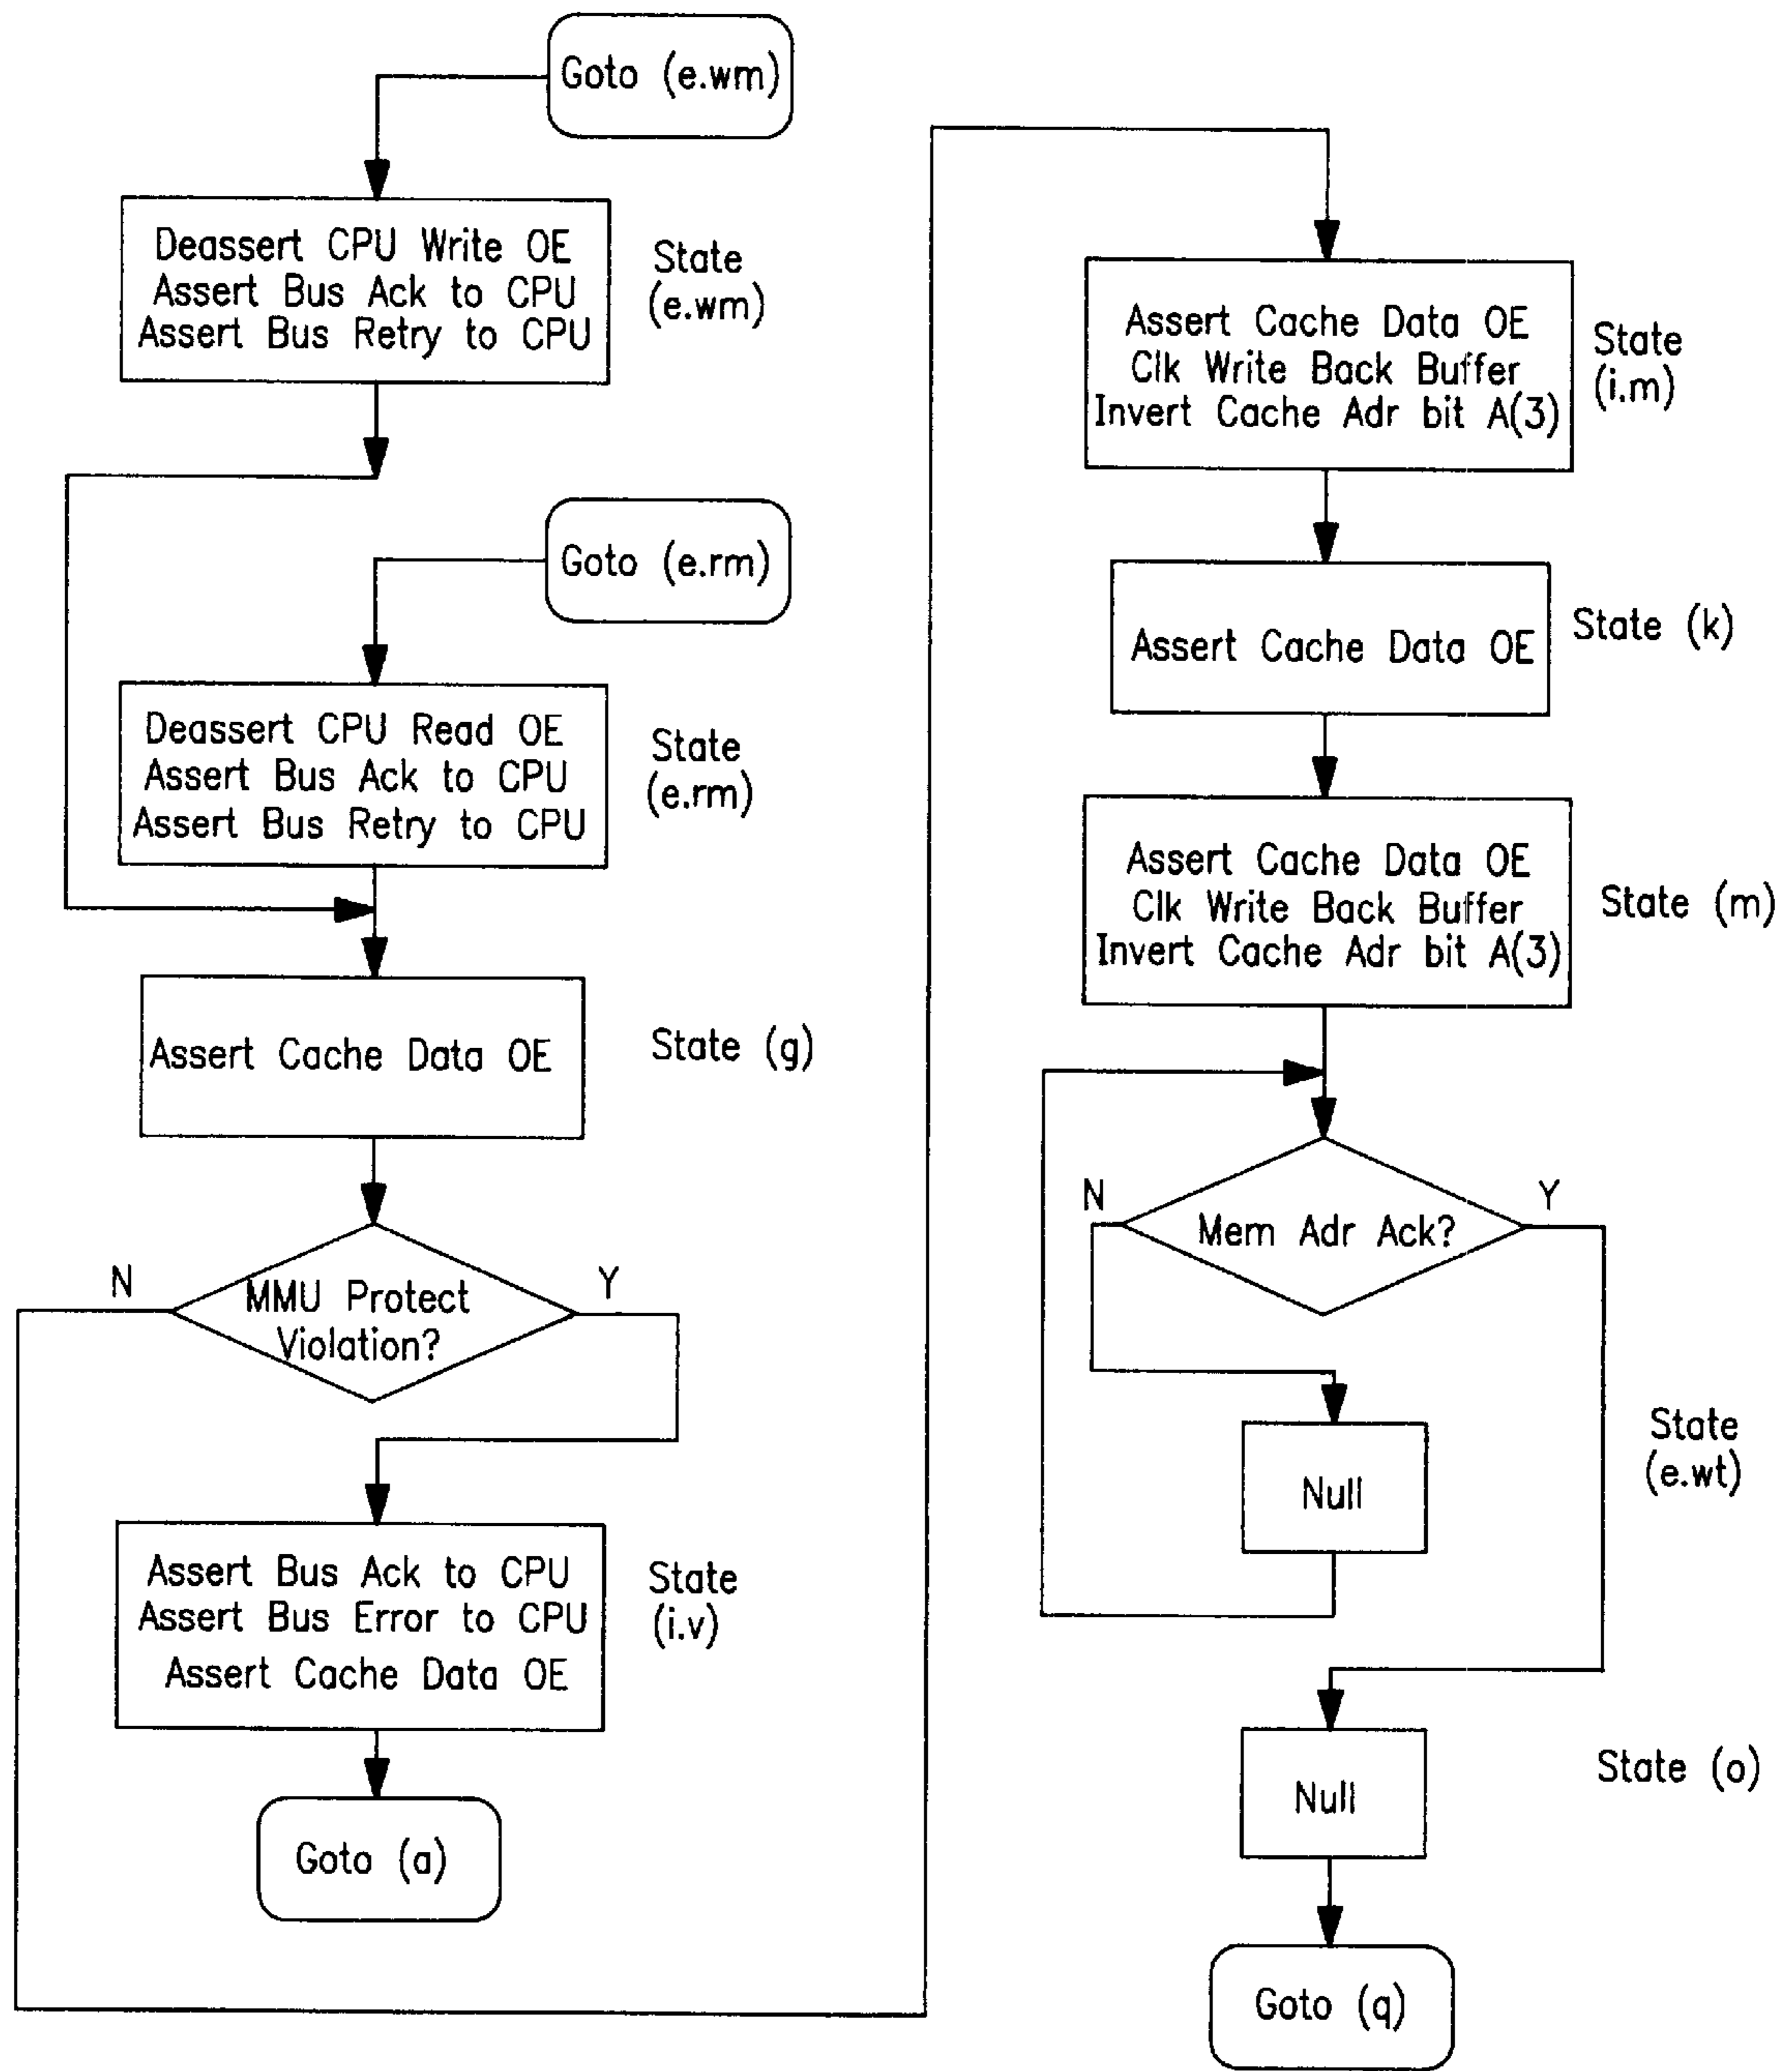 Goto (e.wm)
Deassert CPU Write OE
Assert Bus Ack to CPU
Assert Bus Retry to CPU
State
(e.wm)
Goto (e.rm)
Deassert CPU Read OE
Assert Bus Ack to CPU
Assert Bus Retry to CPU
State
(e.rm)
Assert Cache Data OE
State (g)
MMU Protect
Violation?
N
Y
Assert Bus Ack to CPU
Assert Bus Error to CPU
Assert Cache Data OE
State
(i.v)
Goto (a)
Assert Cache Data OE
Clk Write Back Buffer
Invert Cache Adr bit A(3)
State
(i.m)
Assert Cache Data OE
State (k)
Assert Cache Data OE
Clk Write Back Buffer
Invert Cache Adr bit A(3)
State (m)
N
Mem Adr Ack?
Y
Null
State
(e.wt)
Null
State (o)
Goto (q)